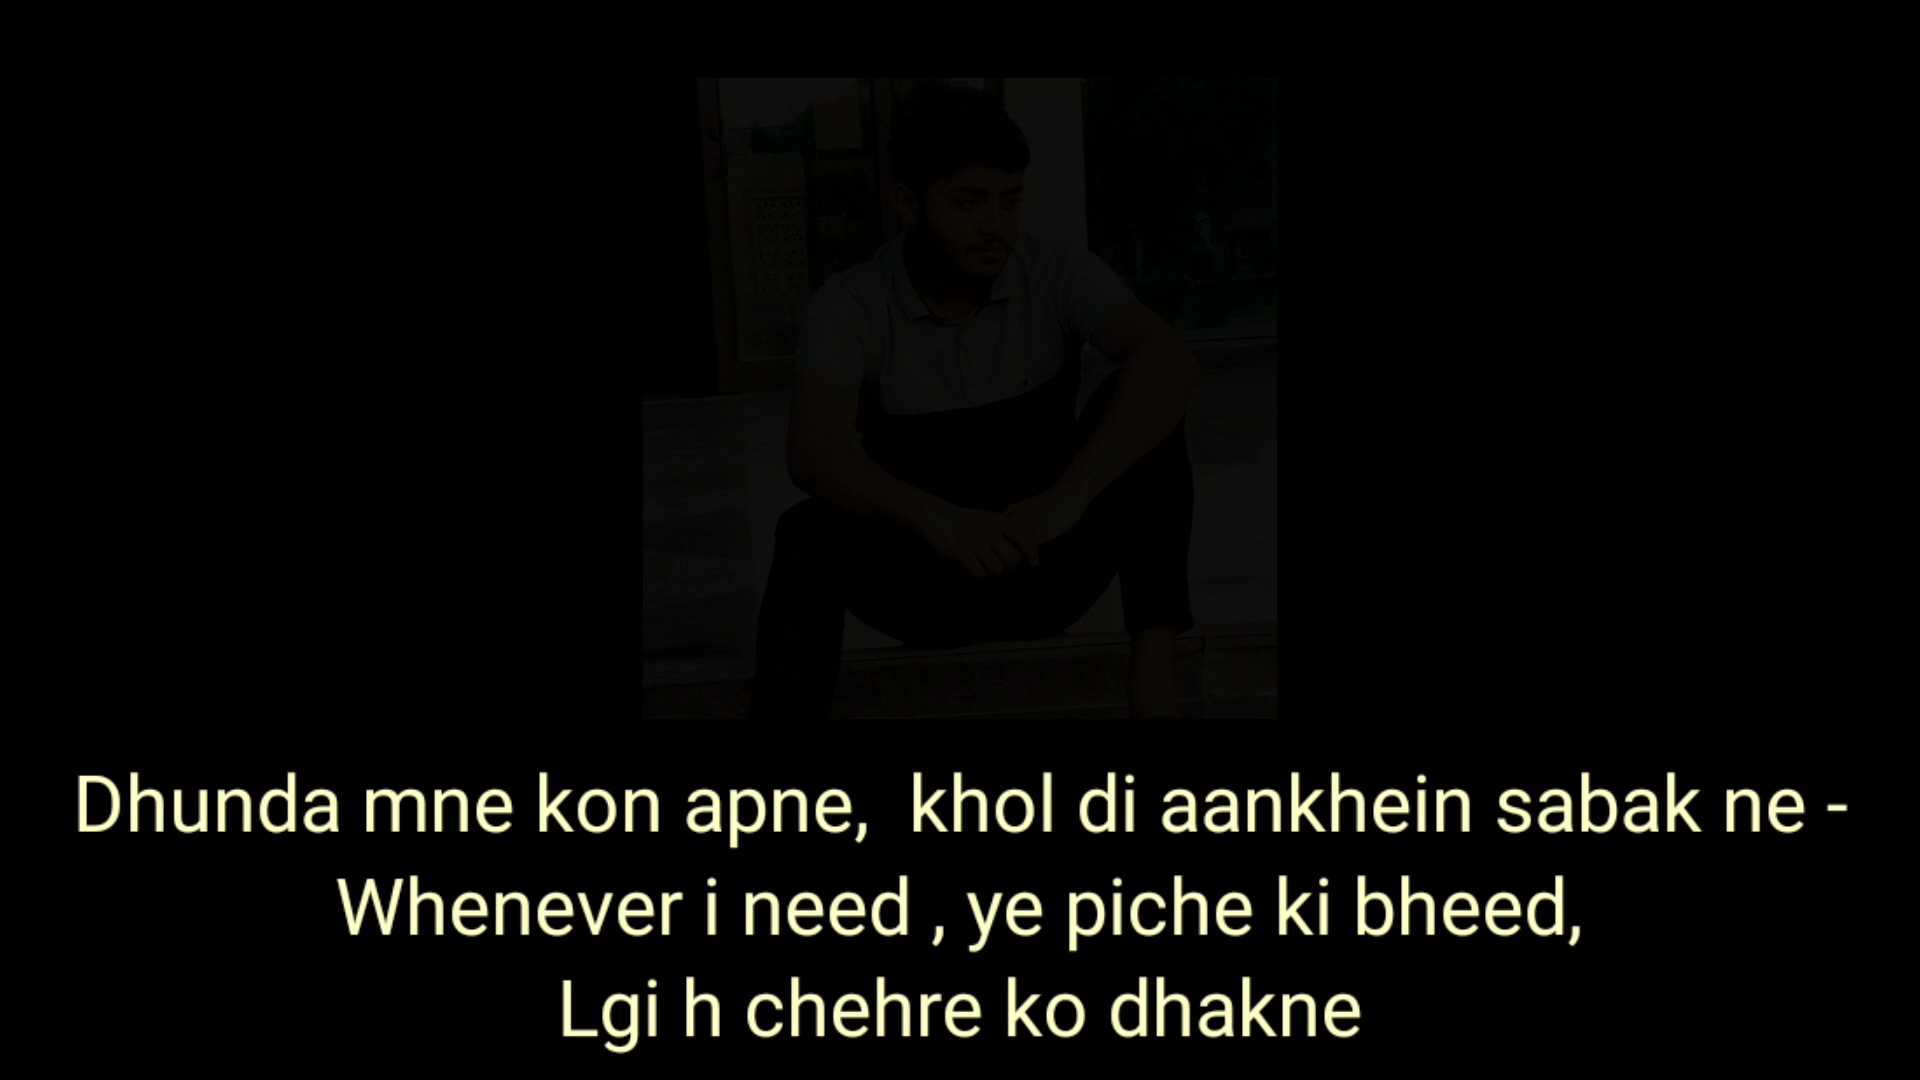 Dhunda mne kon apne,  khol di aankhein sabak ne -
Whenever i need , ye piche ki bheed,
Lgi h chehre ko dhakne